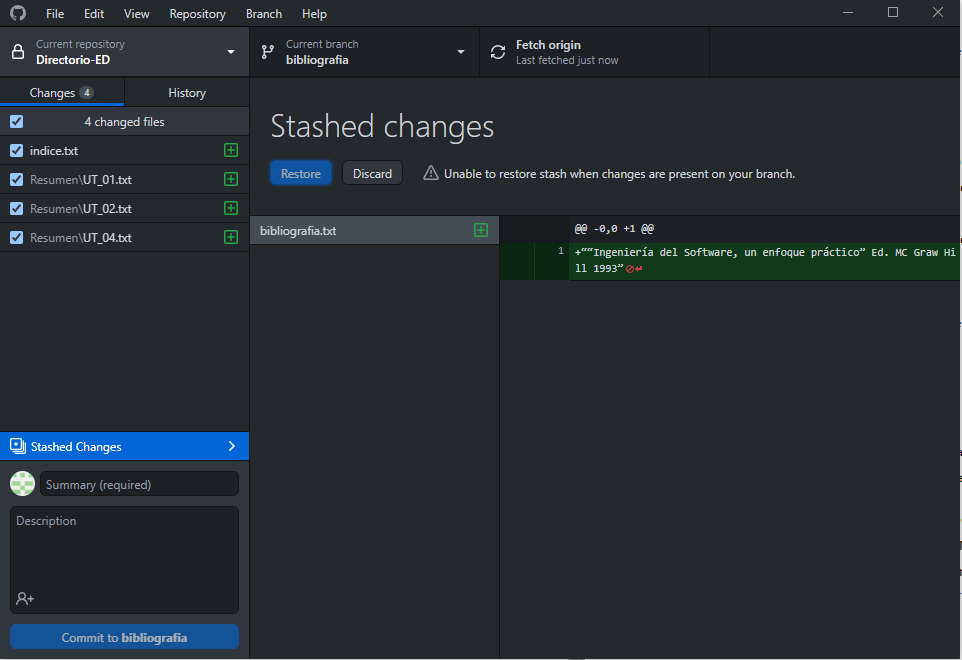 File Edit View Repository Branch Help
Current repository
Directorio-ED
Current branch
bibliografia
Fetch origin
Last fetched just now
Changes 4
History
4 changed files
indice.txt
Resumen\UT_01.txt
Resumen\UT_02.txt
Resumen\UT_04.txt
Stashed Changes
Summary (required)
Description
Commit to bibliografia
Stashed changes
Restore
Discard
Unable to restore stash when changes are present on your branch.
bibliografia.txt
@@ -0,0 +1 @@
1 +““Ingeniería del Software, un enfoque práctico” Ed. MC Graw Hi
ll 1993”